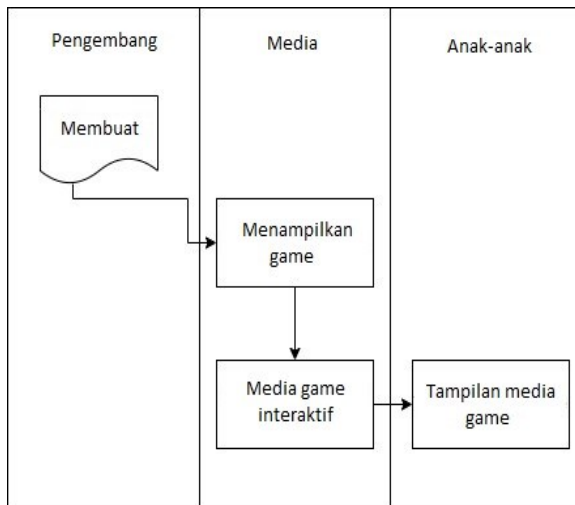 Pengembang
Media
Anak-anak
Membuat
Menampilkan
game
Media game
interaktif
Tampilan media
game